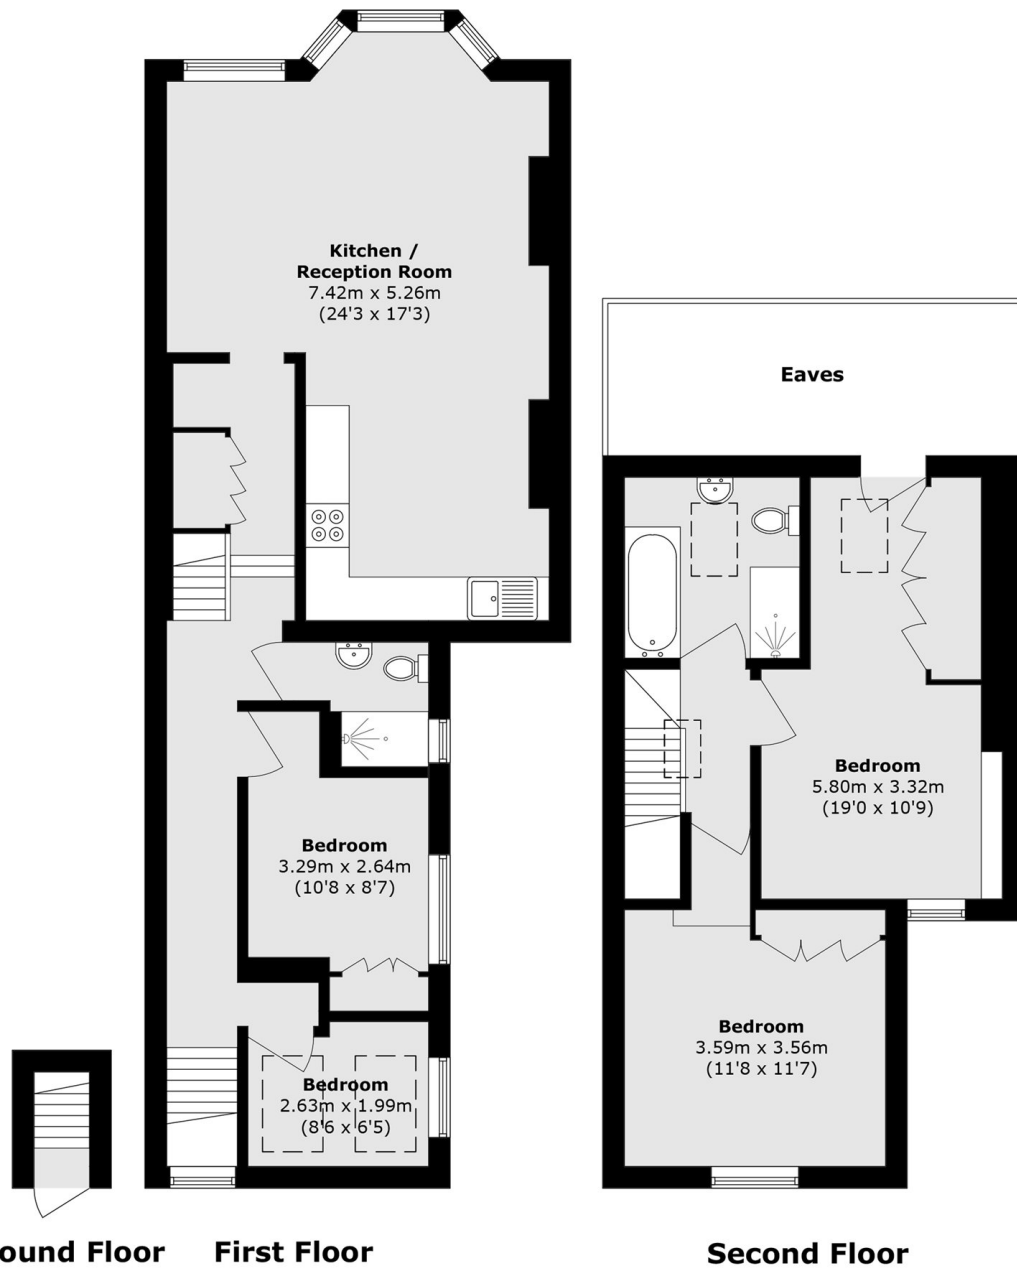 Kitchen /
Reception Room
7.42m x 5.26m
(24'3 x 17'3)
Eaves
Bedroom
5.80m x 3.32m
(19'0 x 10'9)
Bedroom
3.29m x 2.64m
(10'8 x 8'7)
Bedroom
3.59m x 3.56m
(11'8 x 11'7)
Bedroom
2.63m x 1.99m
(8'6 x 6'5)
ound Floor
First Floor
Second Floor